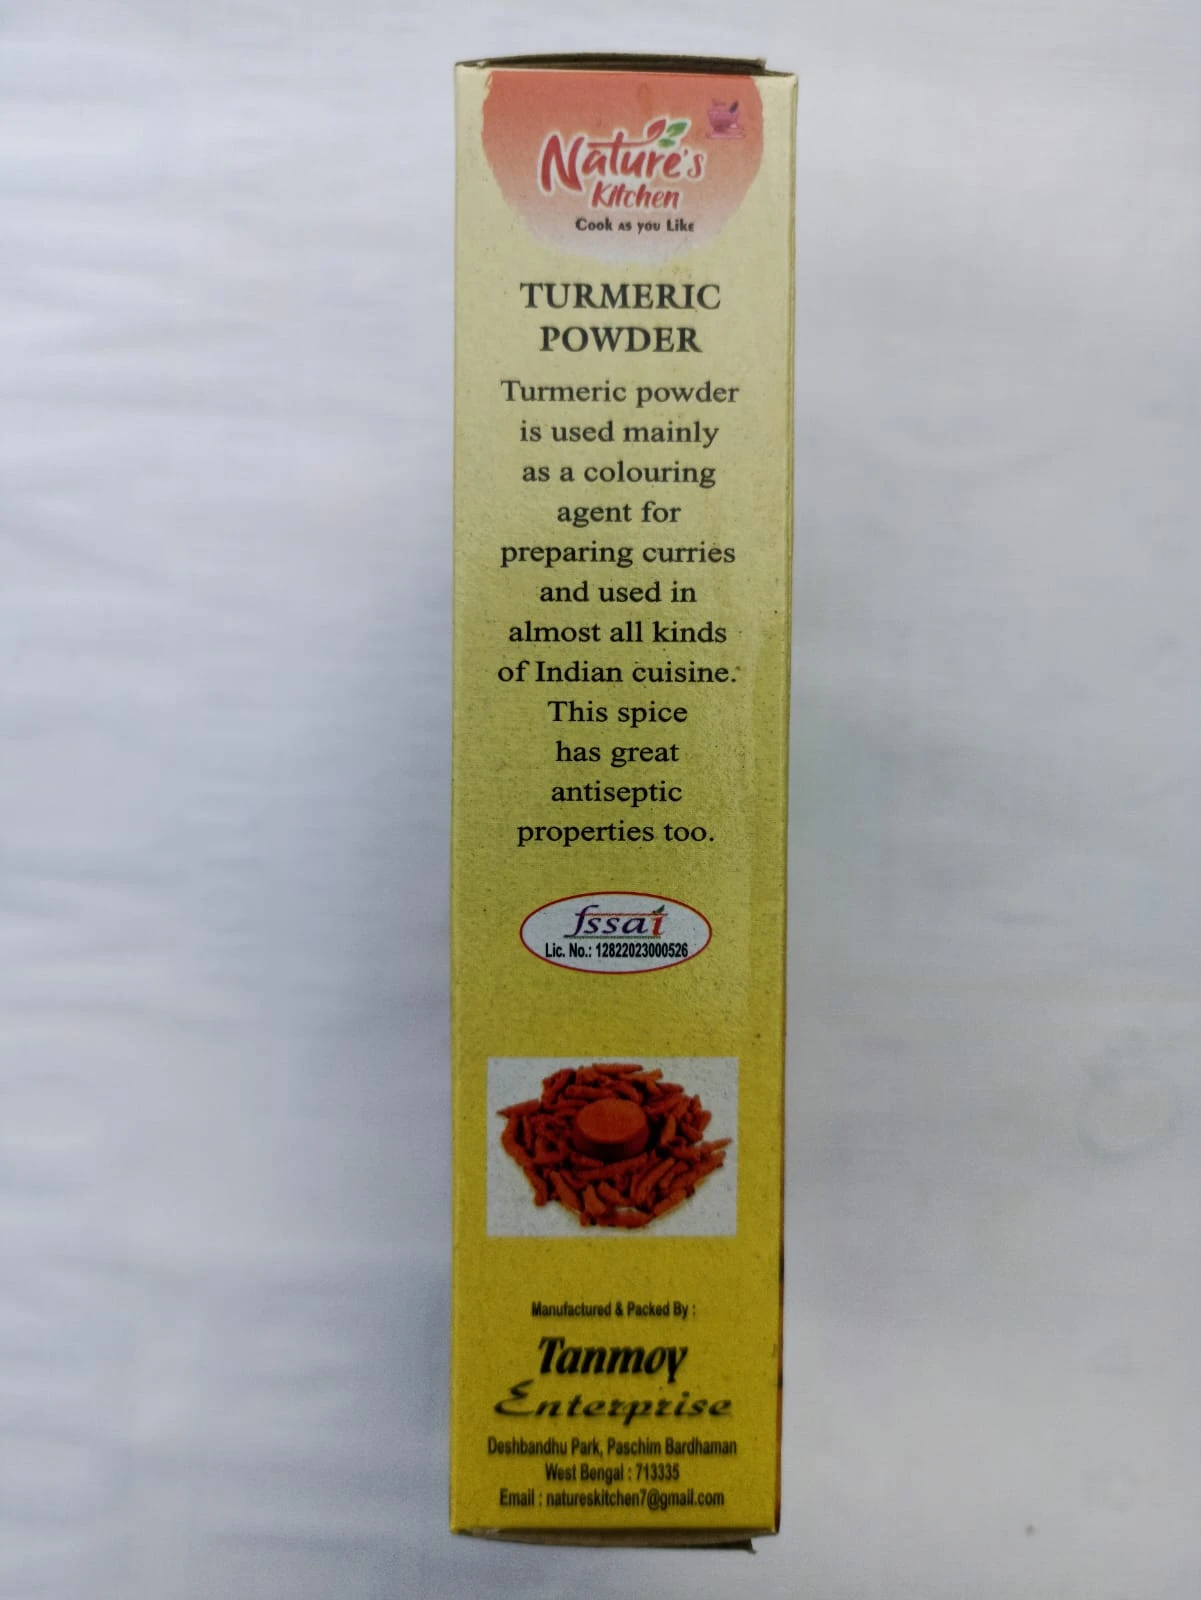 Nature's
Kitchen
Cook as you Like
TURMERIC
POWDER
Turmeric powder
is used mainly
as a colouring
agent for
preparing curries
and used in
almost all kinds
of Indian cuisine.
This spice
has great
antiseptic
properties too.
fssai
Lic. No.: 12822023000526
Manufactured & Packed By :
Tanmoy
Enterprise
Deshbandhu Park, Paschim Bardhaman
West Bengal : 713335
Email : natureskitchen7@gmail.com